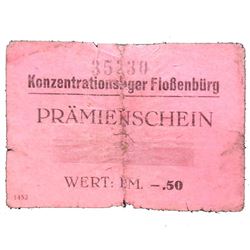 35230
Konzentrationslager Floßenbürg
PRÄMIENSCHEIN
WERT: RM. —.50
1452